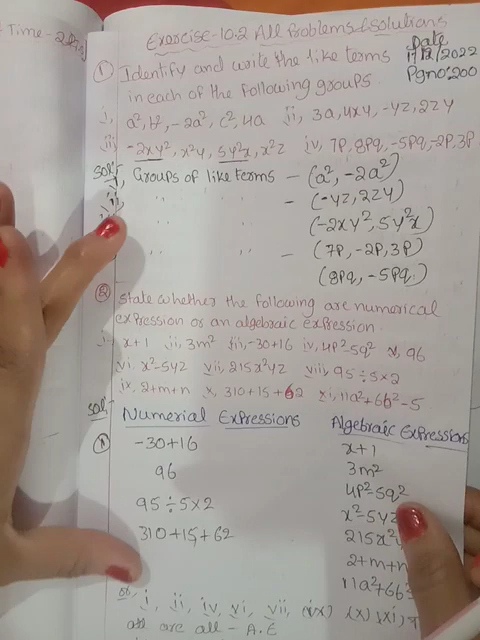 Time - 2
Exercise-10.2 All Problems & Solutions
Date
17/12/2022
Pg no:200
① Identify and write the like terms
in each of the following groups
i, a², b², -2a², c², 4a ii, 3a, 4xy, -yz, 2zy
iii, -2xy², x²y, 5y²x, x²z iv, 7p, 8pq, -5pq, -2p, 3p
Sol:- i, Groups of like terms - (a², -2a²)
ii, " " - (-yz, 2zy)
(-2xy², 5y²x)
" " - (7p, -2p, 3p)
(8pq, -5pq)
② State whether the following are numerical
expression or an algebraic expression.
i, x+1 ii, 3m² iii, -30+16 iv, 4p²-5q² v, 96
vi, x²-5yz vii, 215x²yz viii, 95÷5×2
ix, 2+m+n x, 310+15+62 xi, 11a²+6b²-5
Sol:- Numerial Expressions Algebraic Expressions
-30+16 x+1
96 3m²
95÷5×2 4p²-5q²
310+15+62 x²-5yz
215x²
2+m+n
11a²+6b²
or i, ii, iv, vi, vii, (ix) (x) (xi)
all are all - A.E